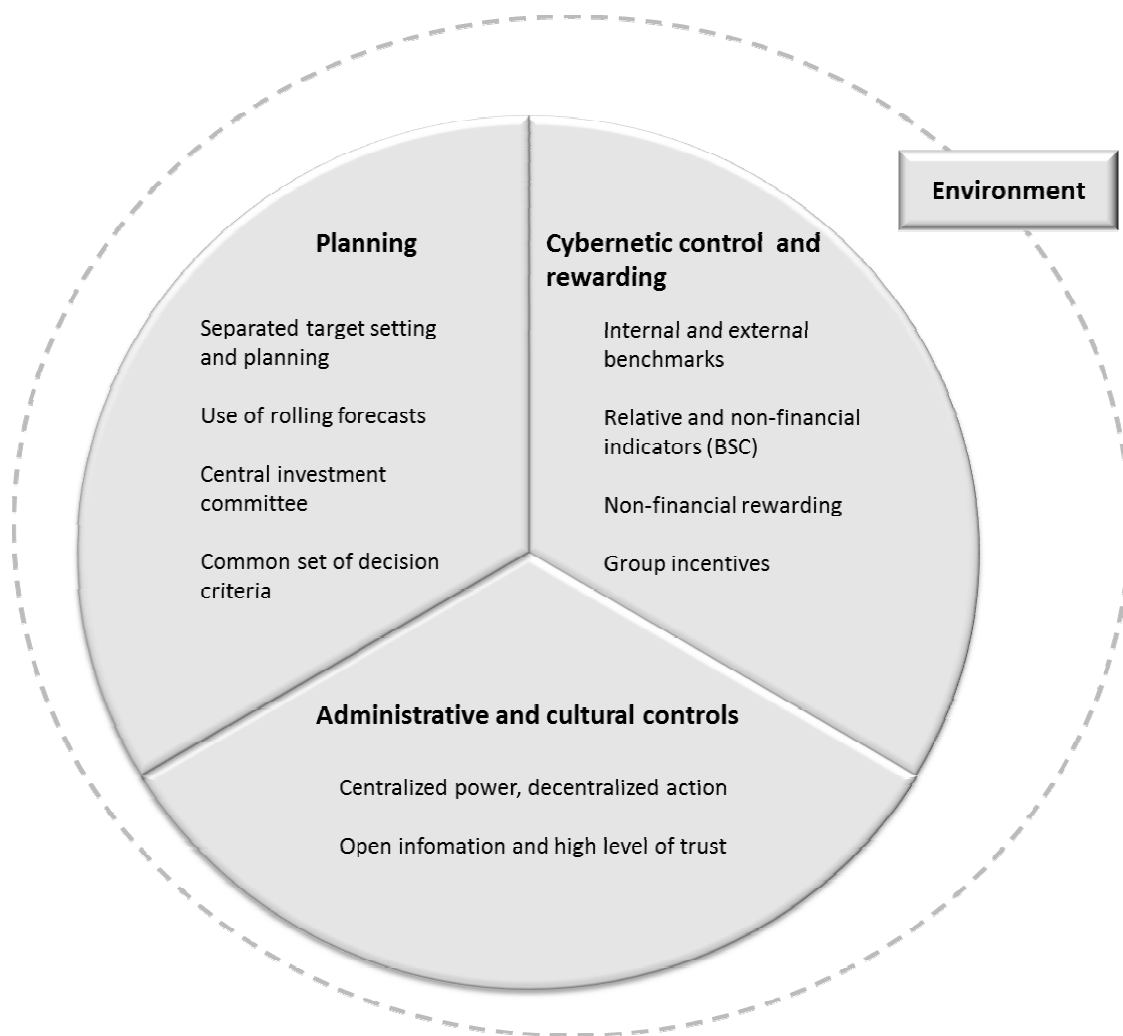 Environment
Planning
Separated target setting
and planning
Use of rolling forecasts
Central investment
committee
Common set of decision
criteria
Cybernetic control and
rewarding
Internal and external
benchmarks
Relative and non-financial
indicators (BSC)
Non-financial rewarding
Group incentives
Administrative and cultural controls
Centralized power, decentralized action
Open infomation and high level of trust